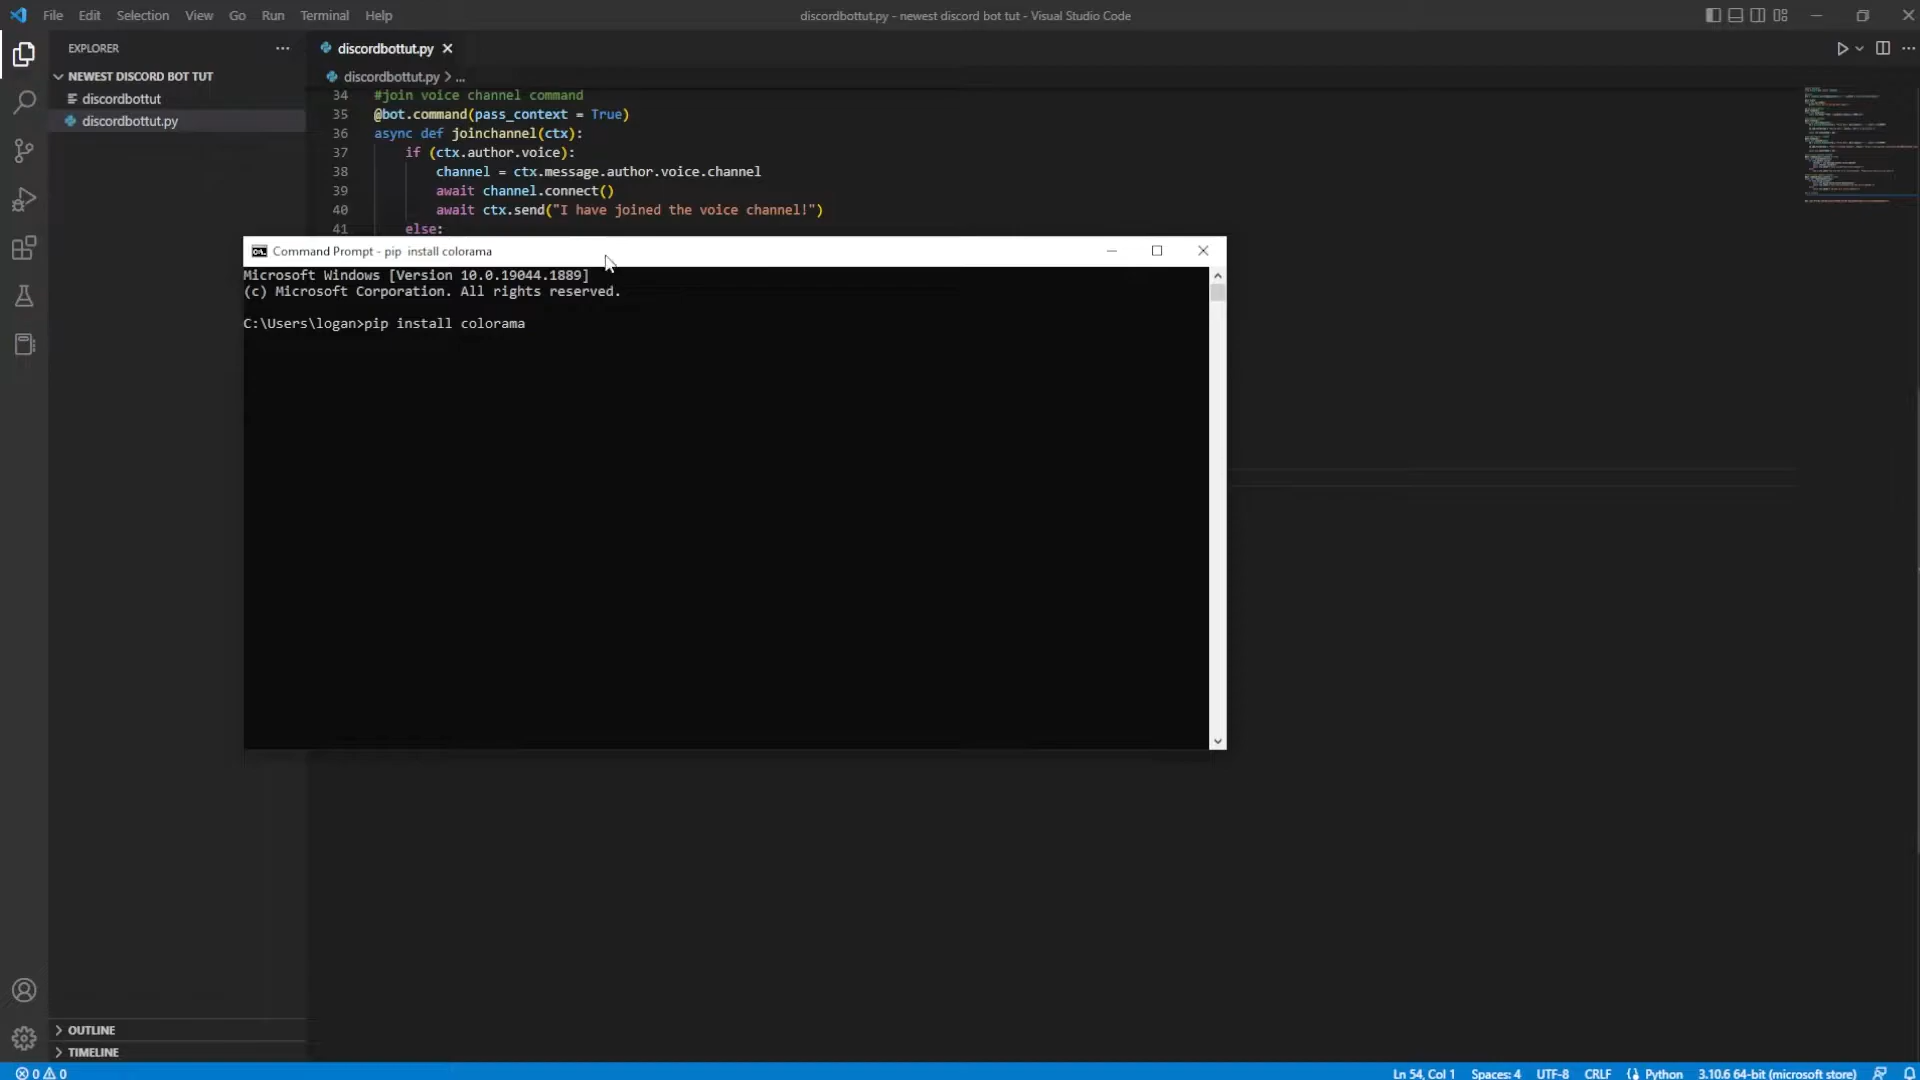 File Edit Selection View Go Run Terminal Help
discordbottut.py - newest discord bot tut - Visual Studio Code
EXPLORER
NEWEST DISCORD BOT TUT
discordbottut
discordbottut.py
discordbottut.py
discordbottut.py > ...
34 #join voice channel command
35 @bot.command(pass_context = True)
36 async def joinchannel(ctx):
37 if (ctx.author.voice):
38 channel = ctx.message.author.voice.channel
39 await channel.connect()
40 await ctx.send("I have joined the voice channel!")
41 else:
Command Prompt - pip  install colorama
Microsoft Windows [Version 10.0.19044.1889]
(c) Microsoft Corporation. All rights reserved.
C:\Users\logan>pip install colorama
OUTLINE
TIMELINE
0 0
Ln 54, Col 1 Spaces: 4 UTF-8 CRLF Python 3.10.6 64-bit (microsoft store)